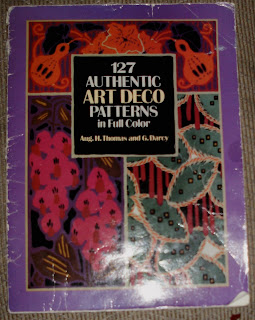 127
AUTHENTIC
ART DECO
PATTERNS
in Full Color
Aug. H. Thomas and G. Darcy